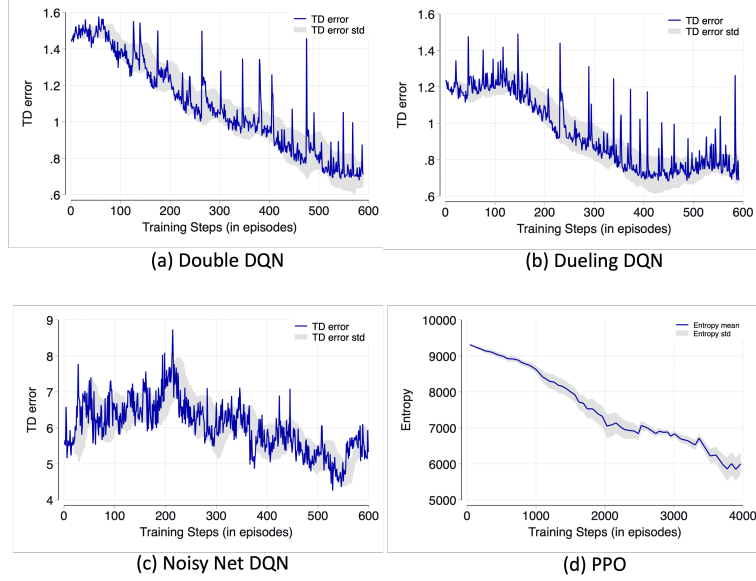 1.6
1.4
1.2
1
.8
.6
TD error
TD error
TD error std
0
100
200
300
400
500
600
Training Steps (in episodes)
(a) Double DQN
1.6
1.4
1.2
1
.8
.6
TD error
TD error
TD error std
0
100
200
300
400
500
600
Training Steps (in episodes)
(b) Dueling DQN
9
8
7
6
5
4
TD error
TD error
TD error std
0
100
200
300
400
500
600
Training Steps (in episodes)
(c) Noisy Net DQN
10000
9000
8000
7000
6000
5000
Entropy
Entropy mean
Entropy std
0
1000
2000
3000
4000
Training Steps (in episodes)
(d) PPO